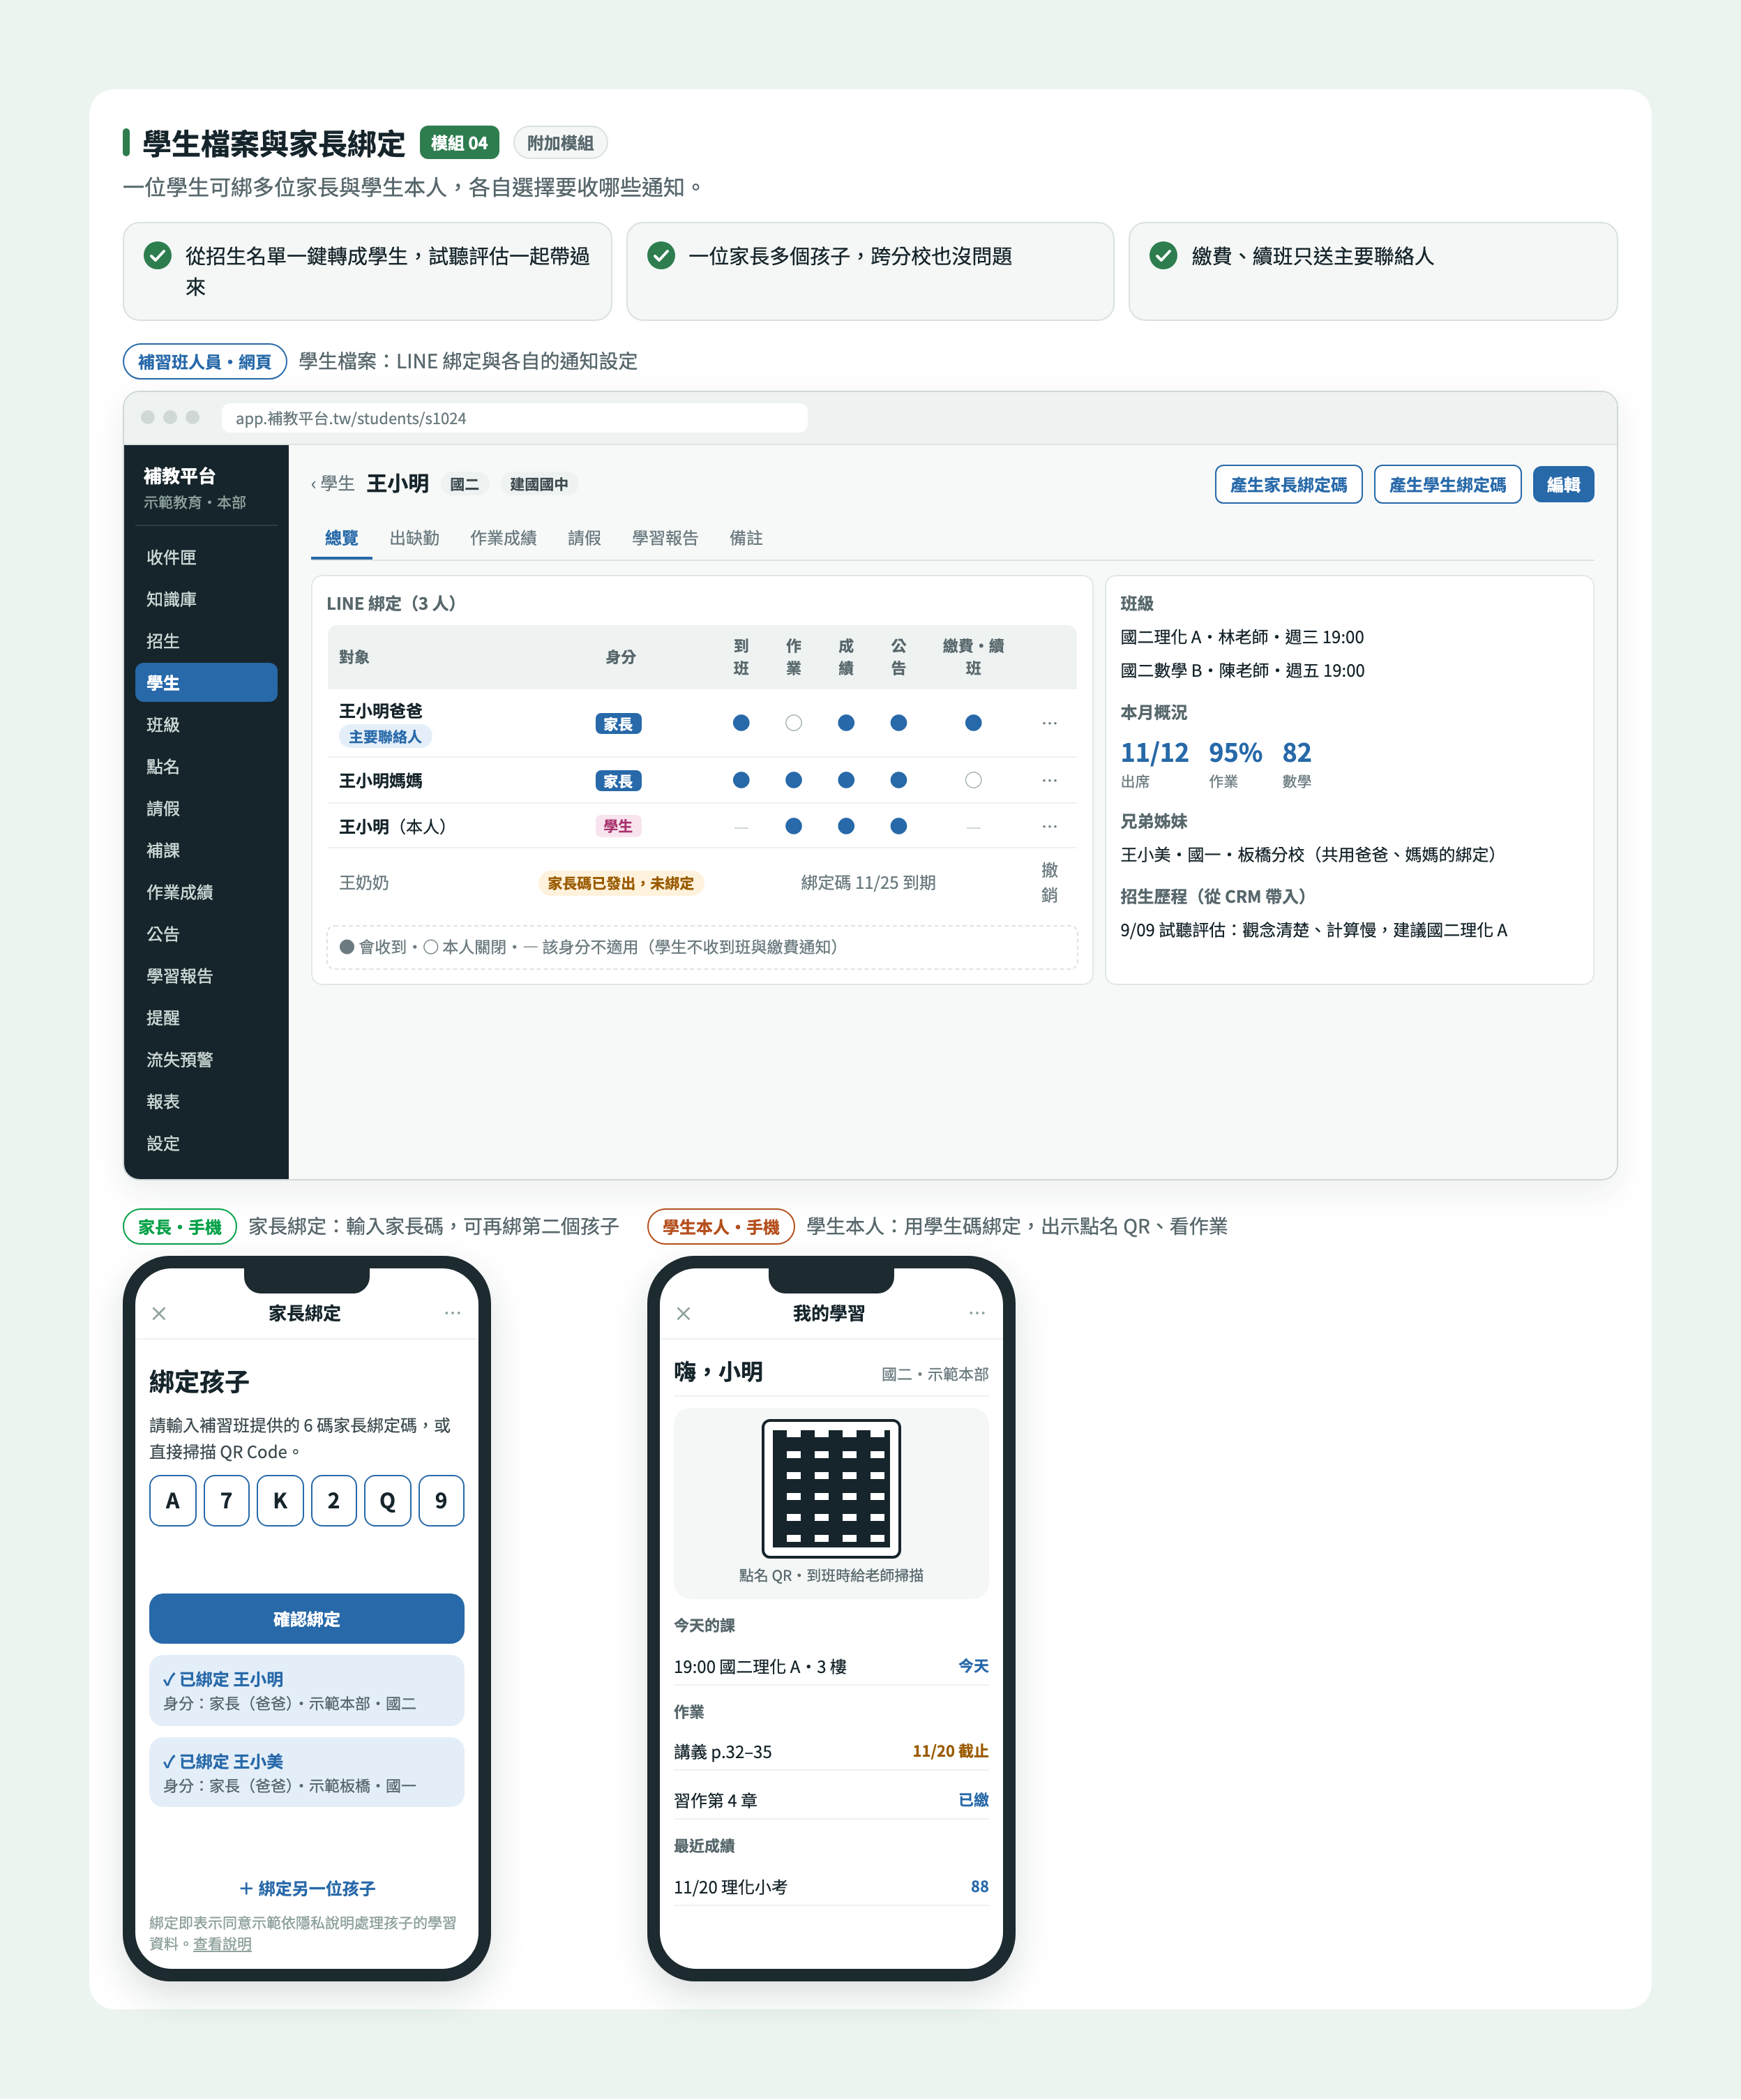 學生檔案與家長綁定 模組 04 附加模組
一位學生可綁多位家長與學生本人，各自選擇要收哪些通知。
從招生名單一鍵轉成學生，試聽評估一起帶過
來
一位家長多個孩子，跨分校也沒問題
繳費、續班只送主要聯絡人
補習班人員・網頁 學生檔案：LINE 綁定與各自的通知設定
app.補教平台.tw/students/s1024
補教平台
示範教育・本部
收件匣
知識庫
招生
學生
班級
點名
請假
補課
作業成績
公告
學習報告
提醒
流失預警
報表
設定
‹ 學生 王小明 國二 建國國中
產生家長綁定碼 產生學生綁定碼 編輯
總覽 出缺勤 作業成績 請假 學習報告 備註
LINE 綁定（3 人）
對象 身分 到班 作業 成績 公告 繳費・續班
王小明爸爸 家長 ● ○ ● ● ● ···
主要聯絡人
王小明媽媽 家長 ● ● ● ● ○ ···
王小明（本人） 學生 — ● ● ● — ···
王奶奶 家長碼已發出，未綁定 綁定碼 11/25 到期 撤銷
● 會收到・○ 本人關閉・— 該身分不適用（學生不收到班與繳費通知）
班級
國二理化 A・林老師・週三 19:00
國二數學 B・陳老師・週五 19:00
本月概況
11/12 95% 82
出席 作業 數學
兄弟姊妹
王小美・國一・板橋分校（共用爸爸、媽媽的綁定）
招生歷程（從 CRM 帶入）
9/09 試聽評估：觀念清楚、計算慢，建議國二理化 A
家長・手機 家長綁定：輸入家長碼，可再綁第二個孩子
× 家長綁定 ···
綁定孩子
請輸入補習班提供的 6 碼家長綁定碼，或
直接掃描 QR Code。
A 7 K 2 Q 9
確認綁定
✓ 已綁定 王小明
身分：家長（爸爸）・示範本部・國二
✓ 已綁定 王小美
身分：家長（爸爸）・示範板橋・國一
＋ 綁定另一位孩子
綁定即表示同意示範依隱私說明處理孩子的學習
資料。查看說明
學生本人・手機 學生本人：用學生碼綁定，出示點名 QR、看作業
× 我的學習 ···
嗨，小明 國二・示範本部
點名 QR・到班時給老師掃描
今天的課
19:00 國二理化 A・3 樓 今天
作業
講義 p.32–35 11/20 截止
習作第 4 章 已繳
最近成績
11/20 理化小考 88